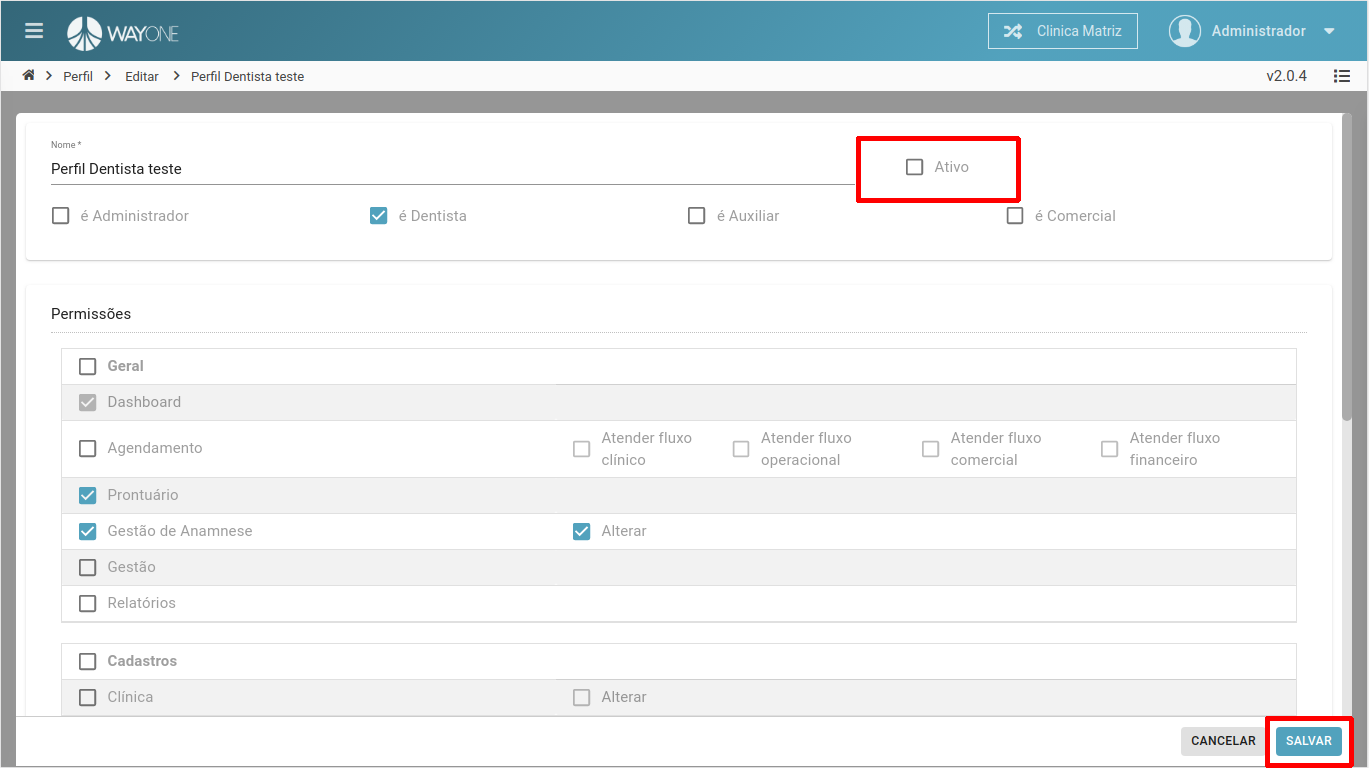 WAYONE
Clinica Matriz
Administrador
Perfil
Editar
Perfil Dentista teste
v2.0.4
Nome *
Perfil Dentista teste
Ativo
é Administrador
é Dentista
é Auxiliar
é Comercial
Permissões
Geral
Dashboard
Agendamento
Atender fluxo
clínico
Atender fluxo
operacional
Atender fluxo
comercial
Atender fluxo
financeiro
Prontuário
Gestão de Anamnese
Alterar
Gestão
Relatórios
Cadastros
Clínica
Alterar
CANCELAR
SALVAR